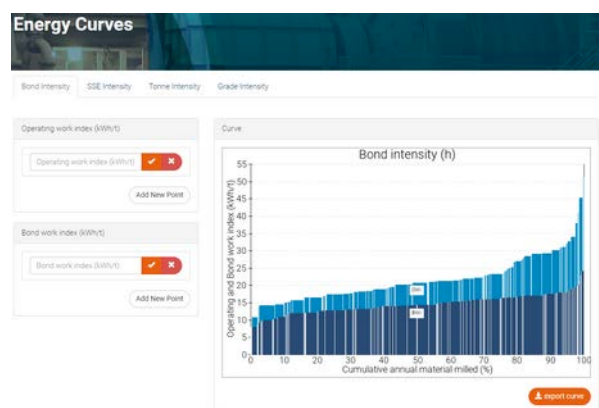 Energy Curves
Bond Intensity
SSE Intensity
Tonne Intensity
Grade Intensity
Operating work index (kWh/t)
Operating work index (kWh/t)
Add New Point
Bond work index (kWh/t)
Bond work index (kWh/t)
Add New Point
Curve
Bond intensity (h)
Operating and Bond work index (kWh/t)
55
50
45
40
35
30
25
20
15
10
5
0
0 10 20 30 40 50 60 70 80 90 100
Cumulative annual material milled (%)
export curve